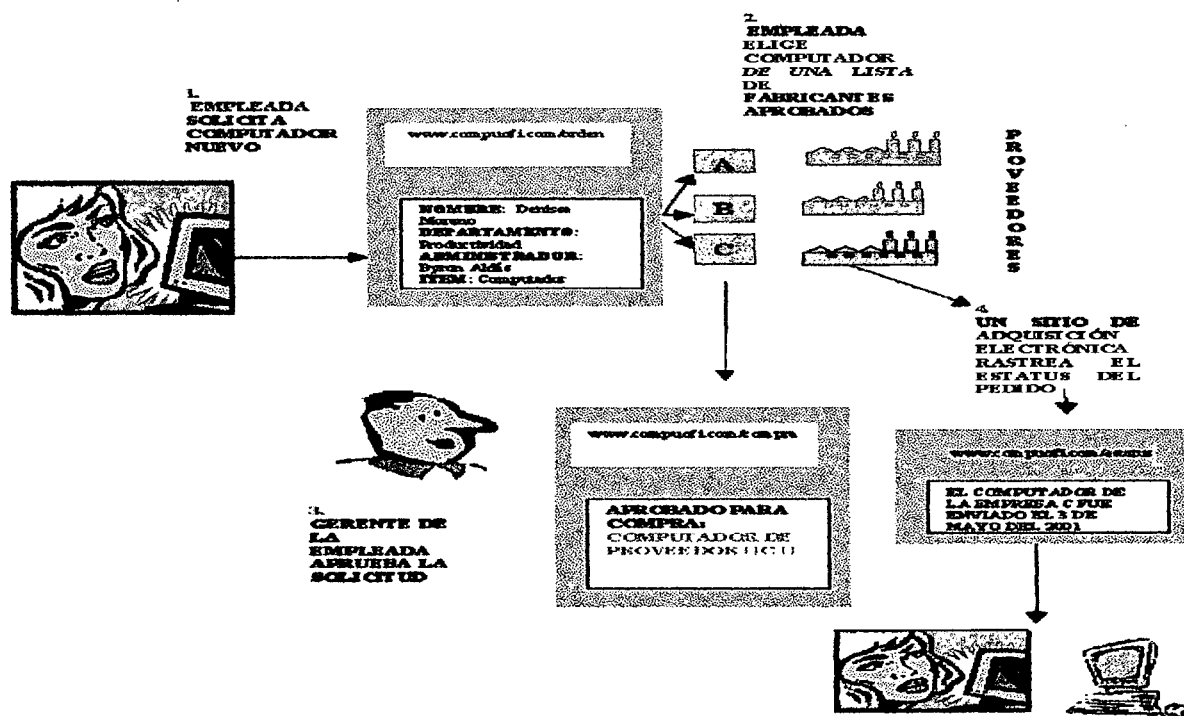 1.
EMPLEADA
SOLICITA
COMPUTADOR
NUEVO
www.compuofi.com/orden
NOMBRE: Denisse
Moreno
DEPARTAMENTO:
Productividad
ADMINISTRADOR:
Byron Aldás
ITEM: Computador
2.
EMPLEADA
ELIGE
COMPUTADOR
DE UNA LISTA
DE
FABRICANTES
APROBADOS
A
B
C
PROVEEDORES
3.
GERENTE DE
LA
EMPLEADA
APRUEBA LA
SOLICITUD
www.compuofi.com/compra
APROBADO PARA
COMPRA:
COMPUTADOR DE
PROVEEDOR
4.
UN SITIO DE
ADQUISICIÓN
ELECTRÓNICA
RASTREA EL
ESTATUS DEL
PEDIDO
EL COMPUTADOR DE
LA EMPRESA C FUE
ENVIADO EL 3 DE
MAYO DEL 2001